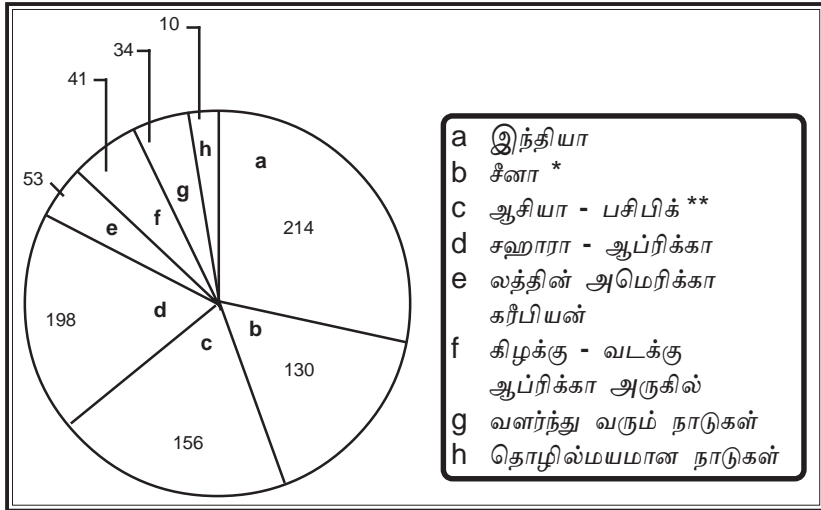 10
34
41
53
h
a
g
f
e
214
d
198
b
c
130
156
a இந்தியா
b சீனா *
c ஆசியா - பசிபிக் **
d சஹாரா - ஆப்ரிக்கா
e லத்தின் அமெரிக்கா
கரீபியன்
f கிழக்கு - வடக்கு
ஆப்ரிக்கா அருகில்
g வளர்ந்து வரும் நாடுகள்
h தொழில்மயமான நாடுகள்